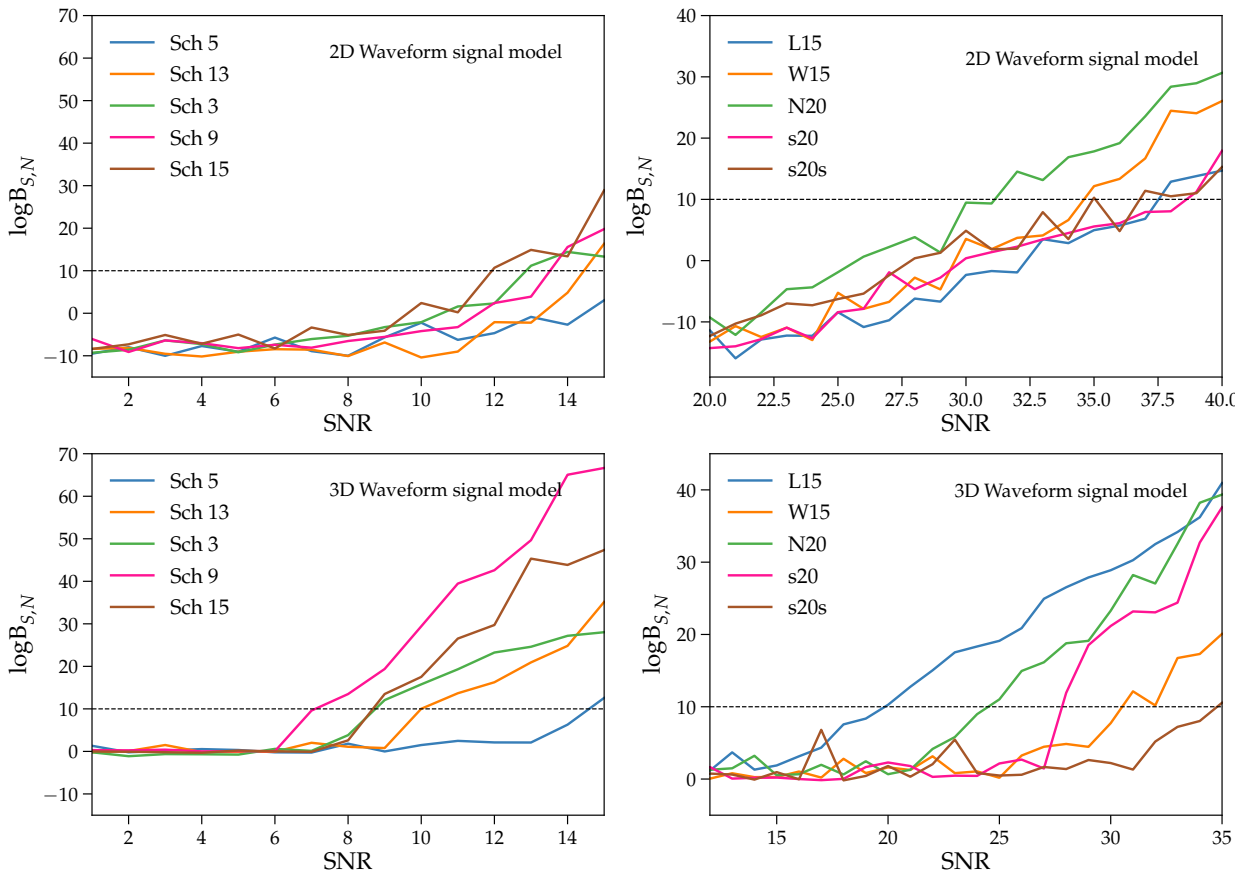 70
60
50
40
30
20
10
0
−10
logB_{S,N}
2D Waveform signal model
Sch 5
Sch 13
Sch 3
Sch 9
Sch 15
2 4 6 8 10 12 14
SNR
40
30
20
10
0
−10
logB_{S,N}
2D Waveform signal model
L15
W15
N20
s20
s20s
20.0 22.5 25.0 27.5 30.0 32.5 35.0 37.5 40.0
SNR
70
60
50
40
30
20
10
0
−10
logB_{S,N}
3D Waveform signal model
Sch 5
Sch 13
Sch 3
Sch 9
Sch 15
2 4 6 8 10 12 14
SNR
40
30
20
10
0
logB_{S,N}
3D Waveform signal model
L15
W15
N20
s20
s20s
15 20 25 30 35
SNR